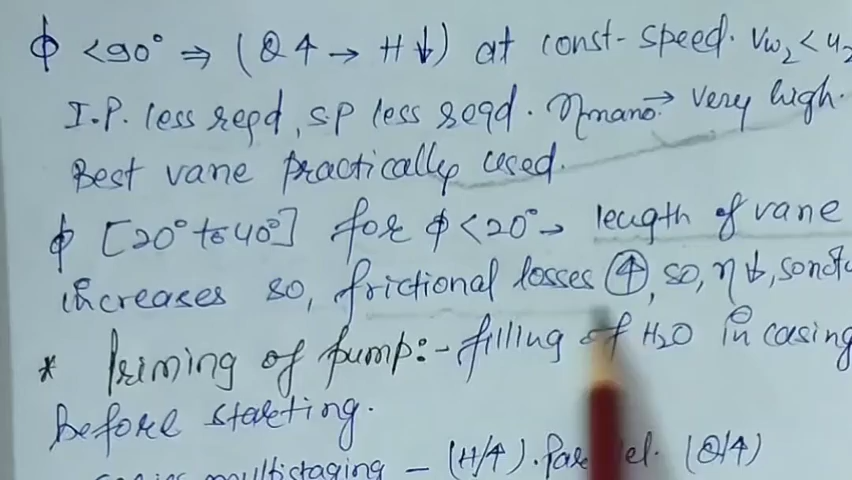 ϕ <90° ⇒ (Q↑ → H↓) at const-speed. Vw₂ < u₂
I.P. less reqd, S.P less reqd. ηmano. → very high.
Best vane practically used.
ϕ [20° to 40°] for ϕ <20° → length of vane
increases so, frictional losses ↑, so, η↓, so
* Priming of pump:- filling of H₂O in casing
before starting.
multistaging - (H/↑). Parallel. (Q/↑)